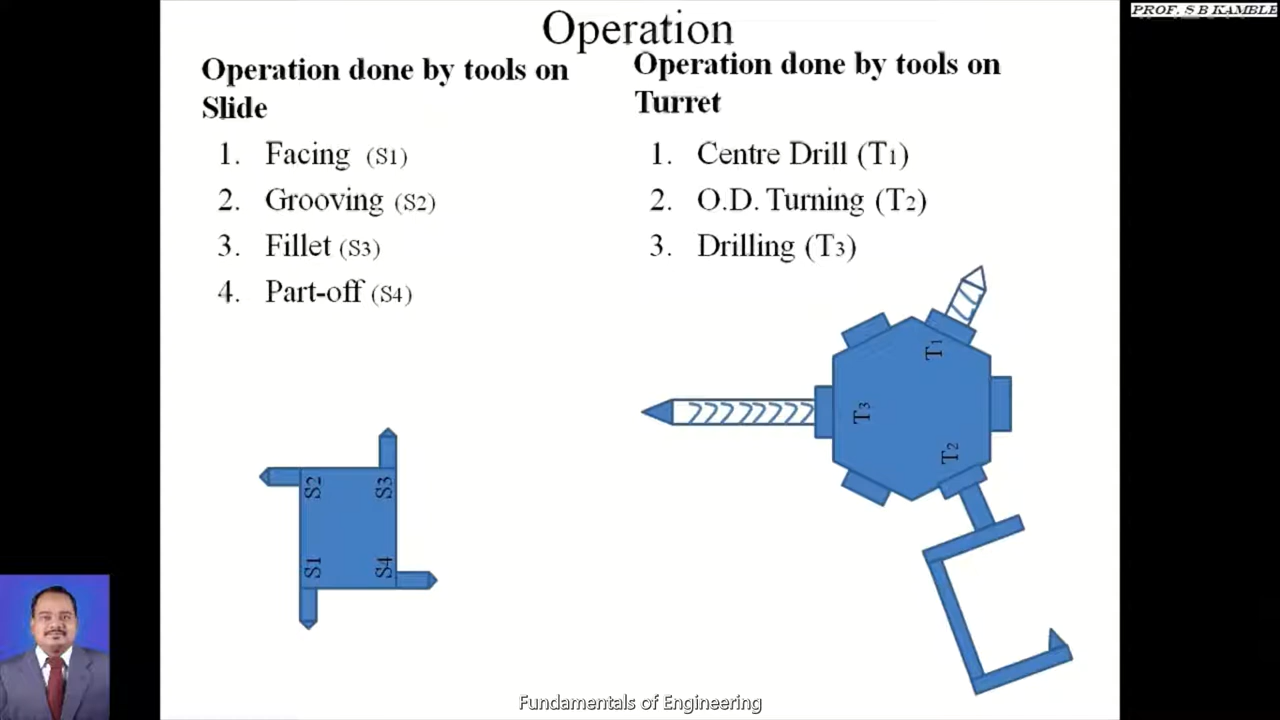 PROF. S B KAMBLE
Operation
Operation done by tools on
Slide
1. Facing (S1)
2. Grooving (S2)
3. Fillet (S3)
4. Part-off (S4)
Operation done by tools on
Turret
1. Centre Drill (T1)
2. O.D. Turning (T2)
3. Drilling (T3)
S2
S3
S1
S4
T1
T3
T2
Fundamentals of Engineering